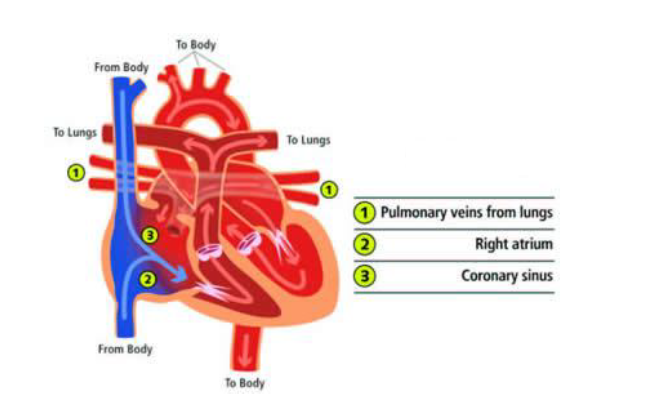 To Body
From Body
To Lungs
To Lungs
1
1
3
2
1 Pulmonary veins from lungs
2 Right atrium
3 Coronary sinus
From Body
To Body